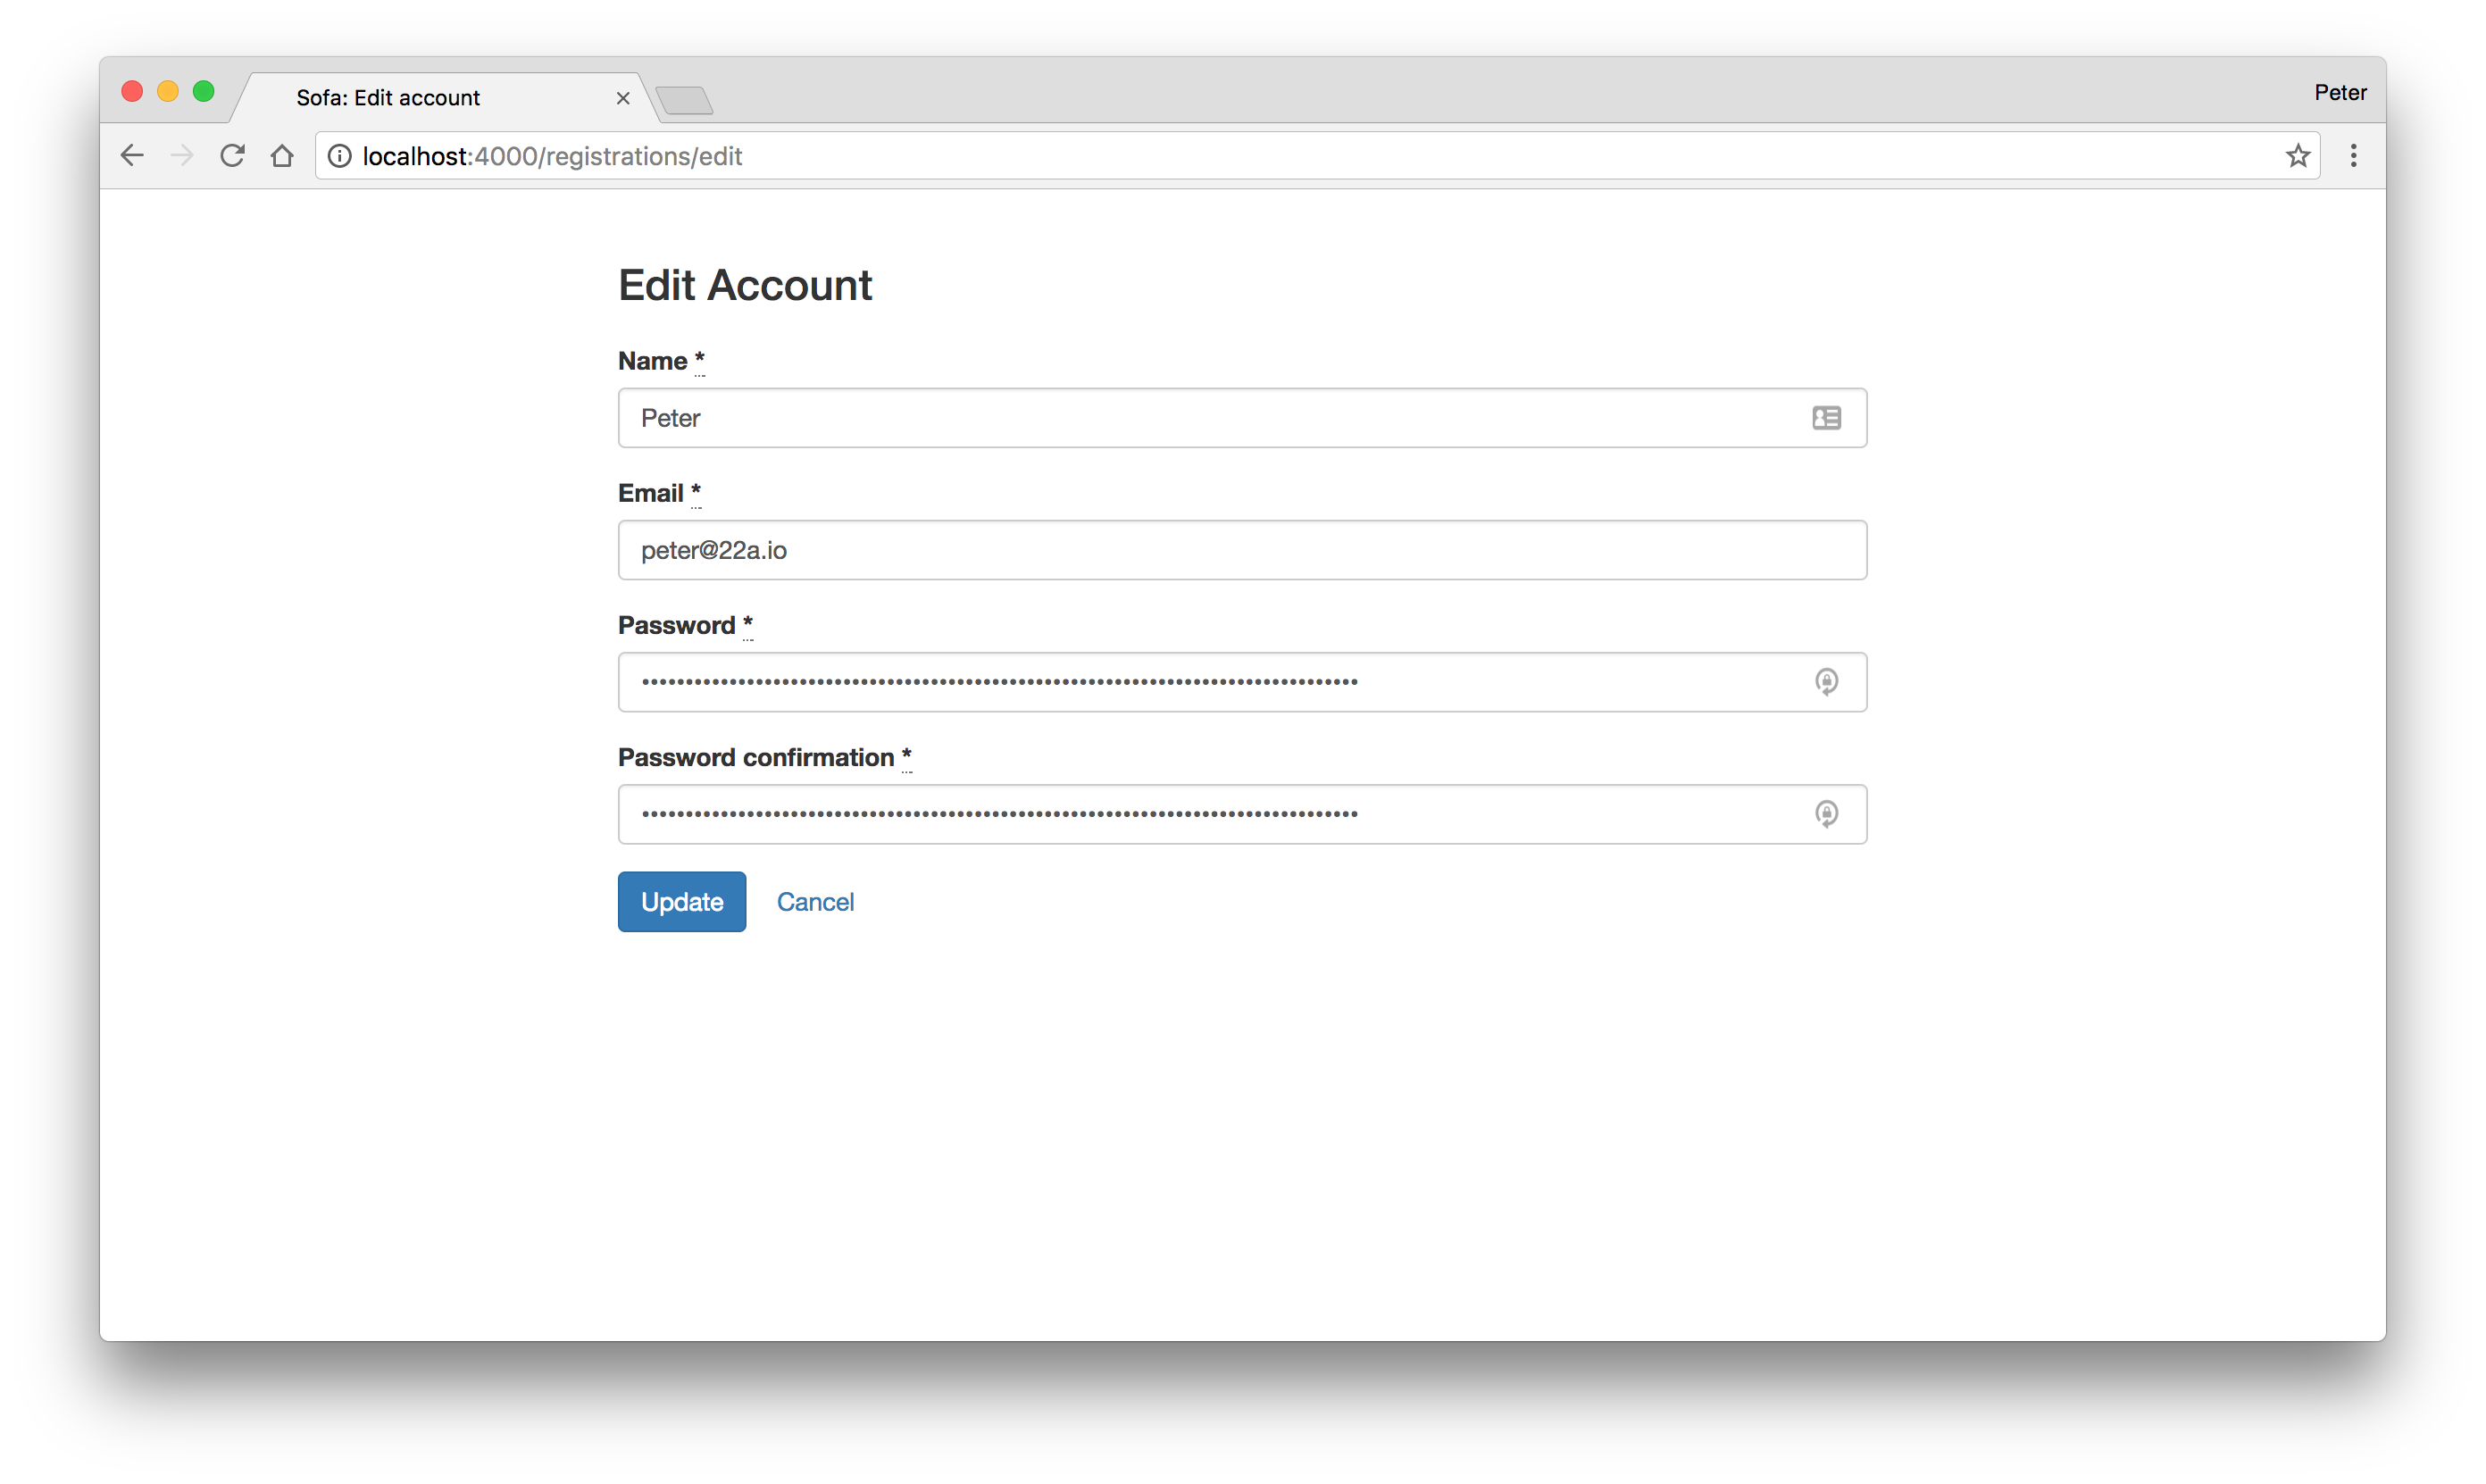 Sofa: Edit account
Peter
localhost:4000/registrations/edit
Edit Account
Name *
Peter
Email *
peter@22a.io
Password *
Password confirmation *
Update Cancel